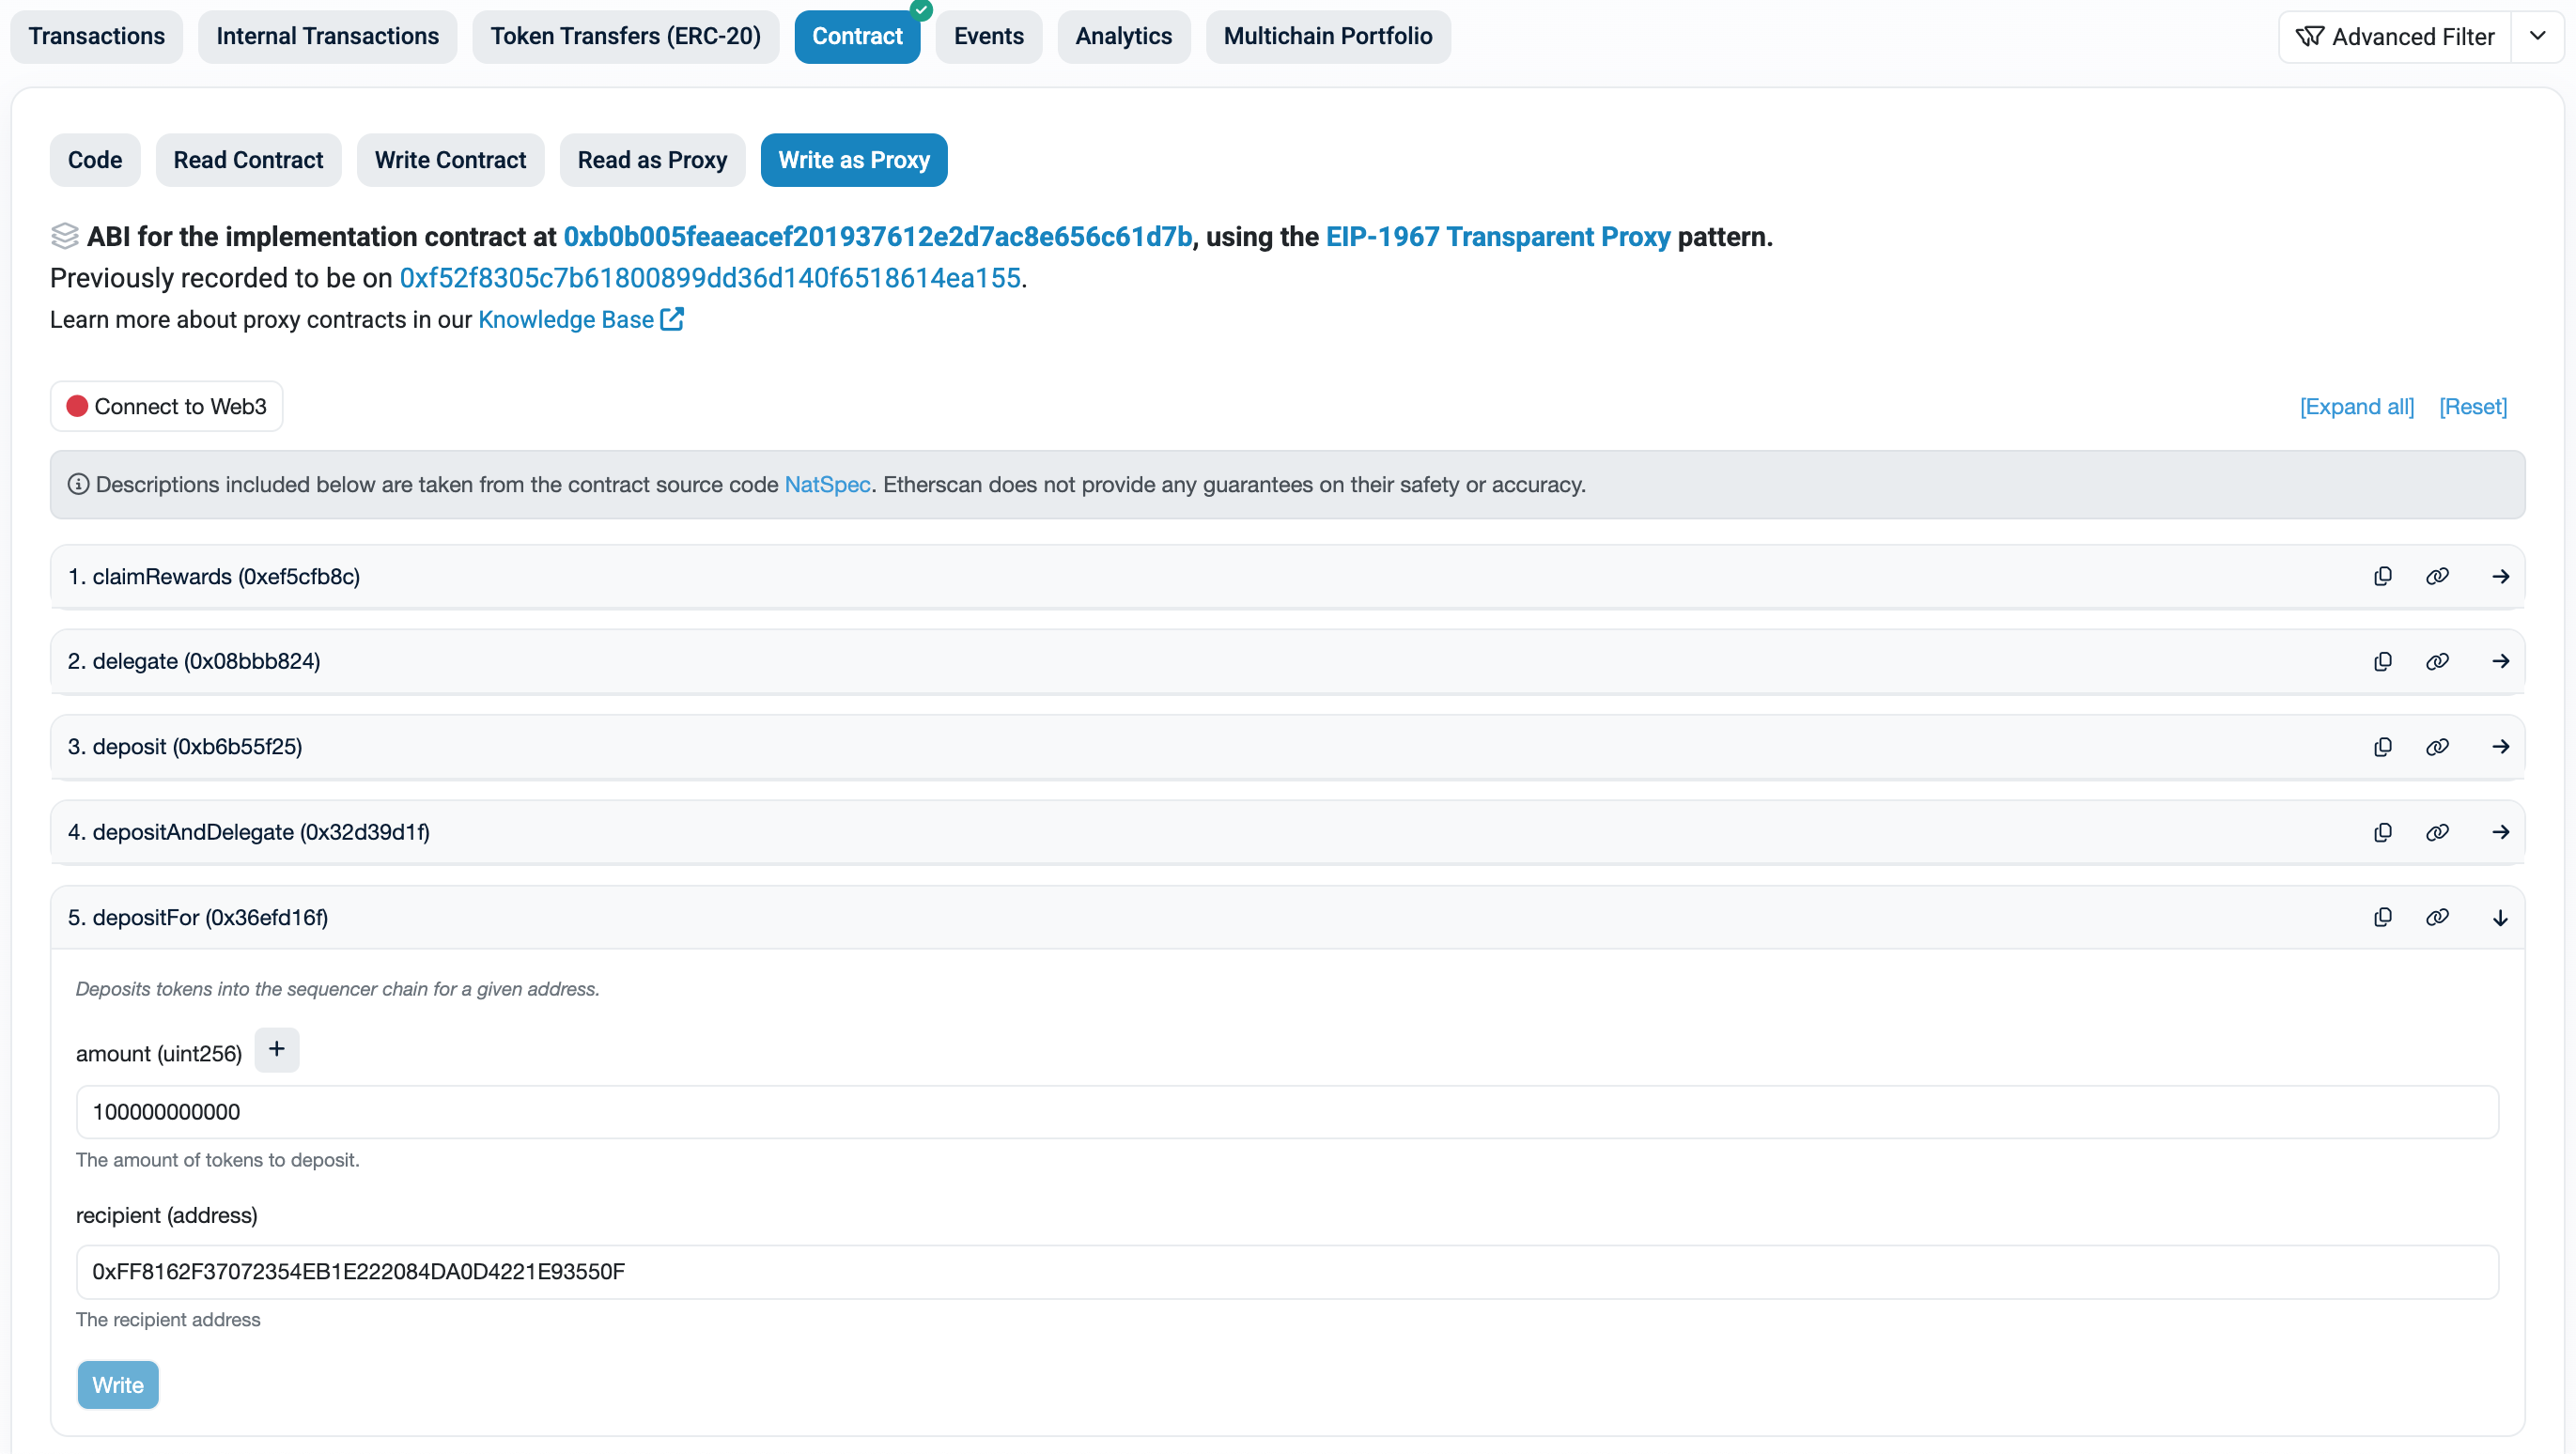 Transactions Internal Transactions Token Transfers (ERC-20) Contract Events Analytics Multichain Portfolio Advanced Filter
Code Read Contract Write Contract Read as Proxy Write as Proxy
ABI for the implementation contract at 0xb0b005feaeacef201937612e2d7ac8e656c61d7b, using the EIP-1967 Transparent Proxy pattern.
Previously recorded to be on 0xf52f8305c7b61800899dd36d140f6518614ea155.
Learn more about proxy contracts in our Knowledge Base
Connect to Web3 [Expand all] [Reset]
Descriptions included below are taken from the contract source code NatSpec. Etherscan does not provide any guarantees on their safety or accuracy.
1. claimRewards (0xef5cfb8c)
2. delegate (0x08bbb824)
3. deposit (0xb6b55f25)
4. depositAndDelegate (0x32d39d1f)
5. depositFor (0x36efd16f)
Deposits tokens into the sequencer chain for a given address.
amount (uint256) +
100000000000
The amount of tokens to deposit.
recipient (address)
0xFF8162F37072354EB1E222084DA0D4221E93550F
The recipient address
Write